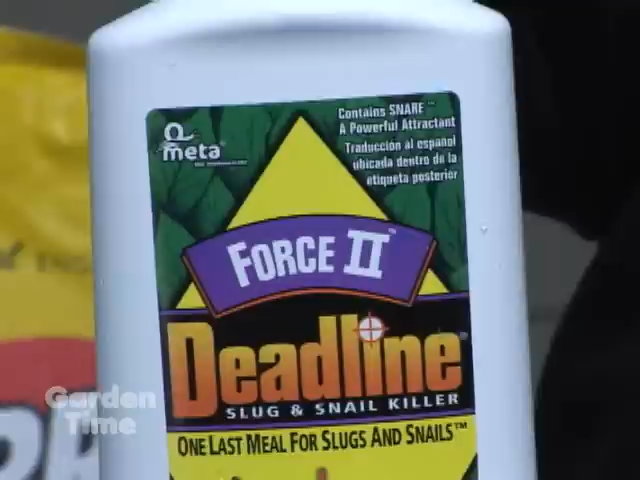 meta
Contains SNARE™
A Powerful Attractant
Traducción al español
ubicada dentro de la
etiqueta posterior
FORCE II™
Deadline
SLUG & SNAIL KILLER
ONE LAST MEAL FOR SLUGS AND SNAILS™
Garden
Time